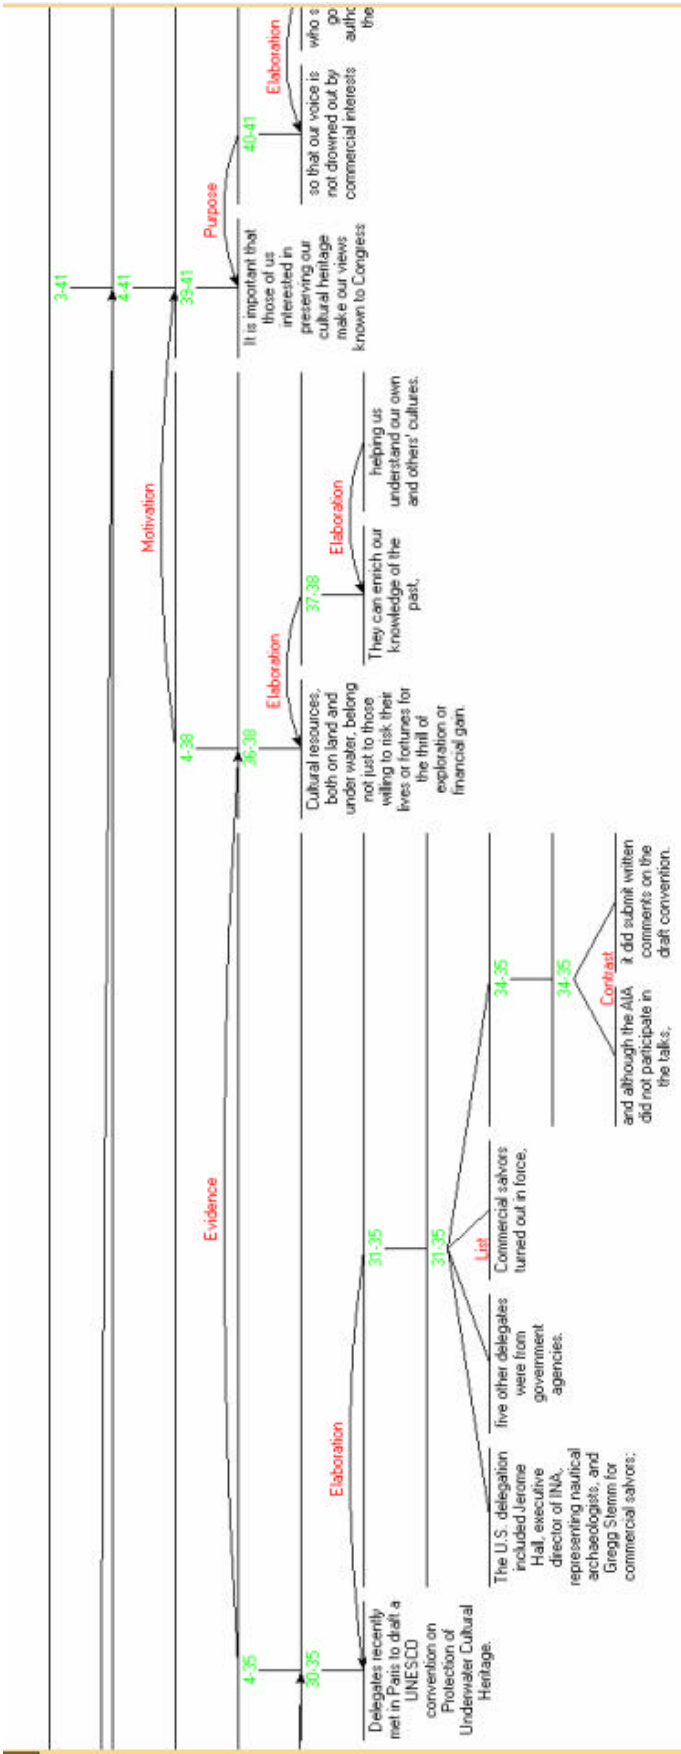 3-41
4-41
Motivation
4-38
39-41
Evidence
Purpose
4-35
36-38
40-41
Elaboration
Elaboration
30-35
37-38
Elaboration
Elaboration
31-35
Delegates recently
met in Paris to draft a
UNESCO
convention on
Protection of
Underwater Cultural
Heritage.
31-35
List
The U.S. delegation
included Jerome
Hall, executive
director of INA,
representing nautical
archaeologists, and
Gregg Stemm for
commercial salvors;
five other delegates
were from
government
agencies.
Commercial salvors
turned out in force,
34-35
34-35
Contrast
and although the AIA
did not participate in
the talks,
it did submit written
comments on the
draft convention.
Cultural resources,
both on land and
under water, belong
not just to those
willing to risk their
lives or fortunes for
the thrill of
exploration or
financial gain.
They can enrich our
knowledge of the
past,
helping us
understand our own
and others' cultures.
It is important that
those of us
interested in
preserving our
cultural heritage
make our views
known to Congress
so that our voice is
not drowned out by
commercial interests
who s
go
the